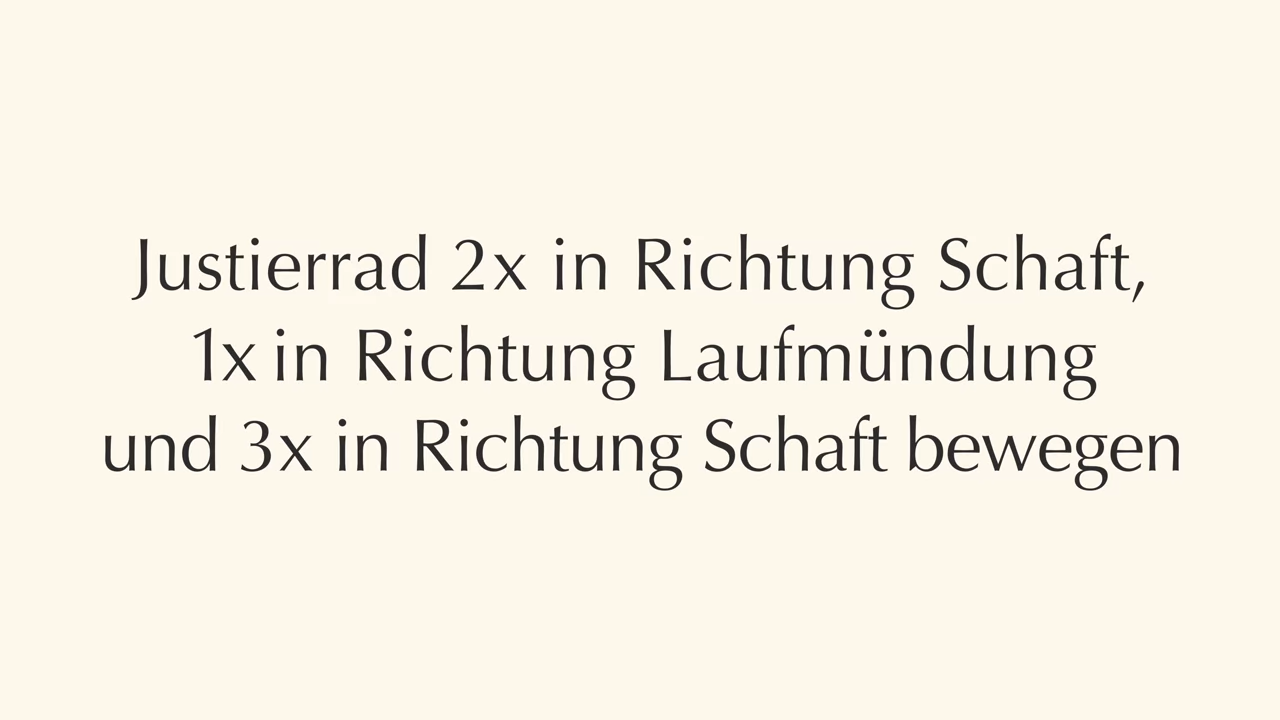 Justierrad 2x in Richtung Schaft,
1x in Richtung Laufmündung
und 3x in Richtung Schaft bewegen